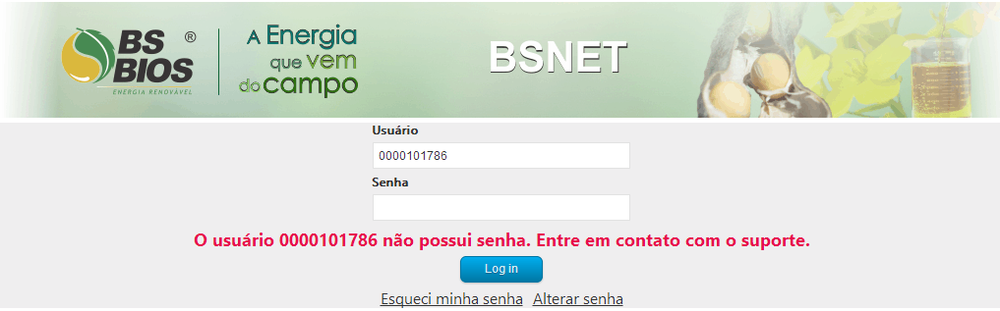 BS BIOS ®
ENERGIA RENOVÁVEL
A Energia
que vem
do campo
BSNET
Usuário
0000101786
Senha
O usuário 0000101786 não possui senha. Entre em contato com o suporte.
Log in
Esqueci minha senha Alterar senha